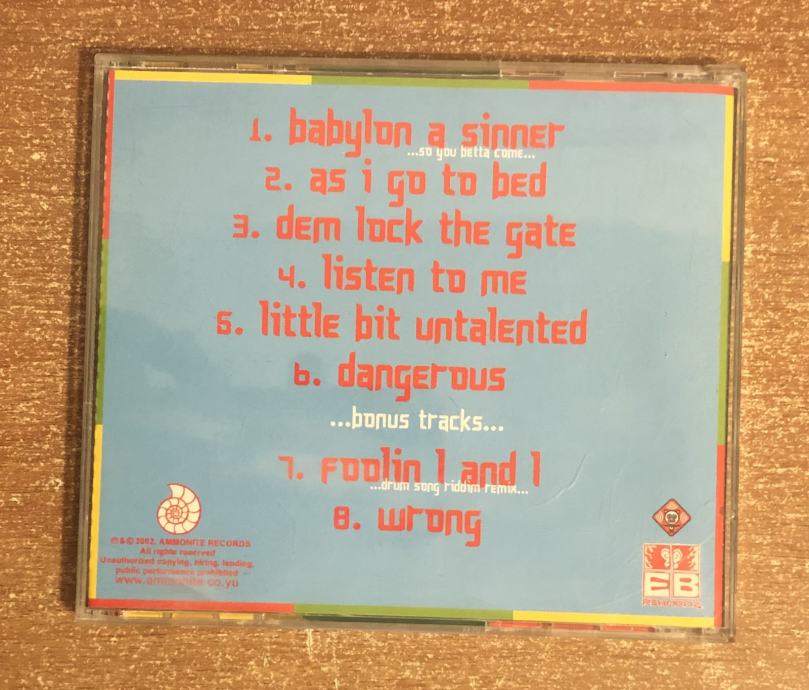 1. babylon a sinner
...so you betta come...
2. as i go to bed
3. dem lock the gate
4. listen to me
5. little bit untalented
6. dangerous
...bonus tracks...
7. foolin I and I
...drum song riddim remix...
8. wrong
℗&© 2002. AMMONITE RECORDS
All rights reserved
Unauthorized copying, hiring, lending,
public performance prohibited
www.ammonite.co.yu
EB